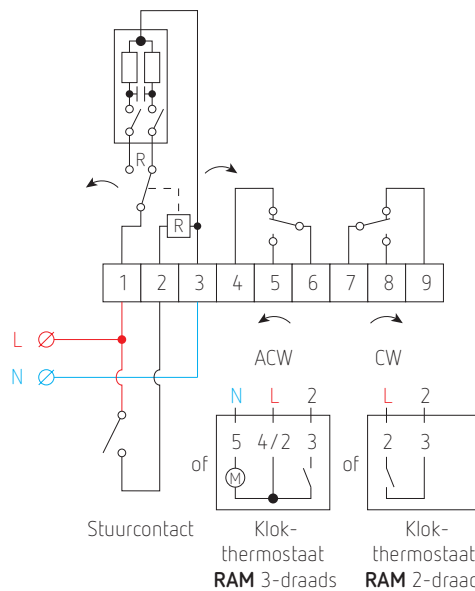 R
R
1 2 3 4 5 6 7 8 9
L
N
ACW
CW
N L 2
L 2
5 4/2 3
2 3
of
of
M
Stuurcontact
Klok-
thermostaat
RAM 3-draads
Klok-
thermostaat
RAM 2-draad